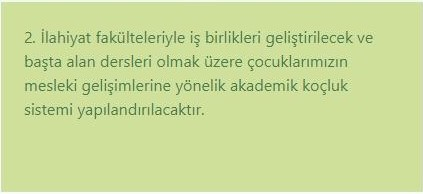 2. İlahiyat fakülteleriyle iş birlikleri geliştirilecek ve
başta alan dersleri olmak üzere çocuklarımızın
mesleki gelişimlerine yönelik akademik koçluk
sistemi yapılandırılacaktır.